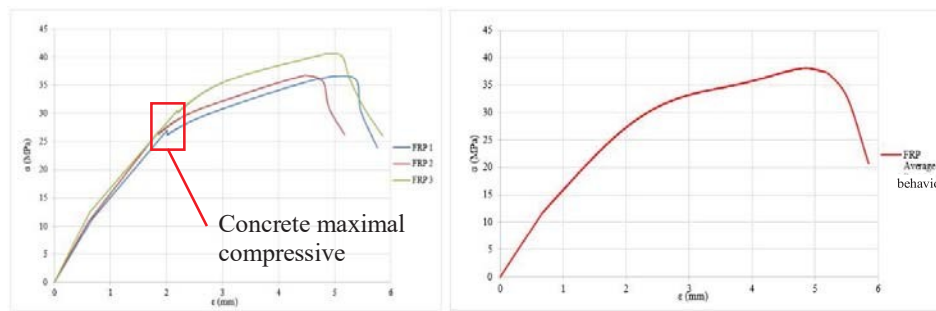 45
40
35
30
25
20
15
10
5
0
σ (MPa)
0 1 2 3 4 5 6
ε (mm)
FRP 1
FRP 2
FRP 3
Concrete maximal
compressive
45
40
35
30
25
20
15
10
5
0
σ (MPa)
0 1 2 3 4 5 6
ε (mm)
FRP
Average
behavio